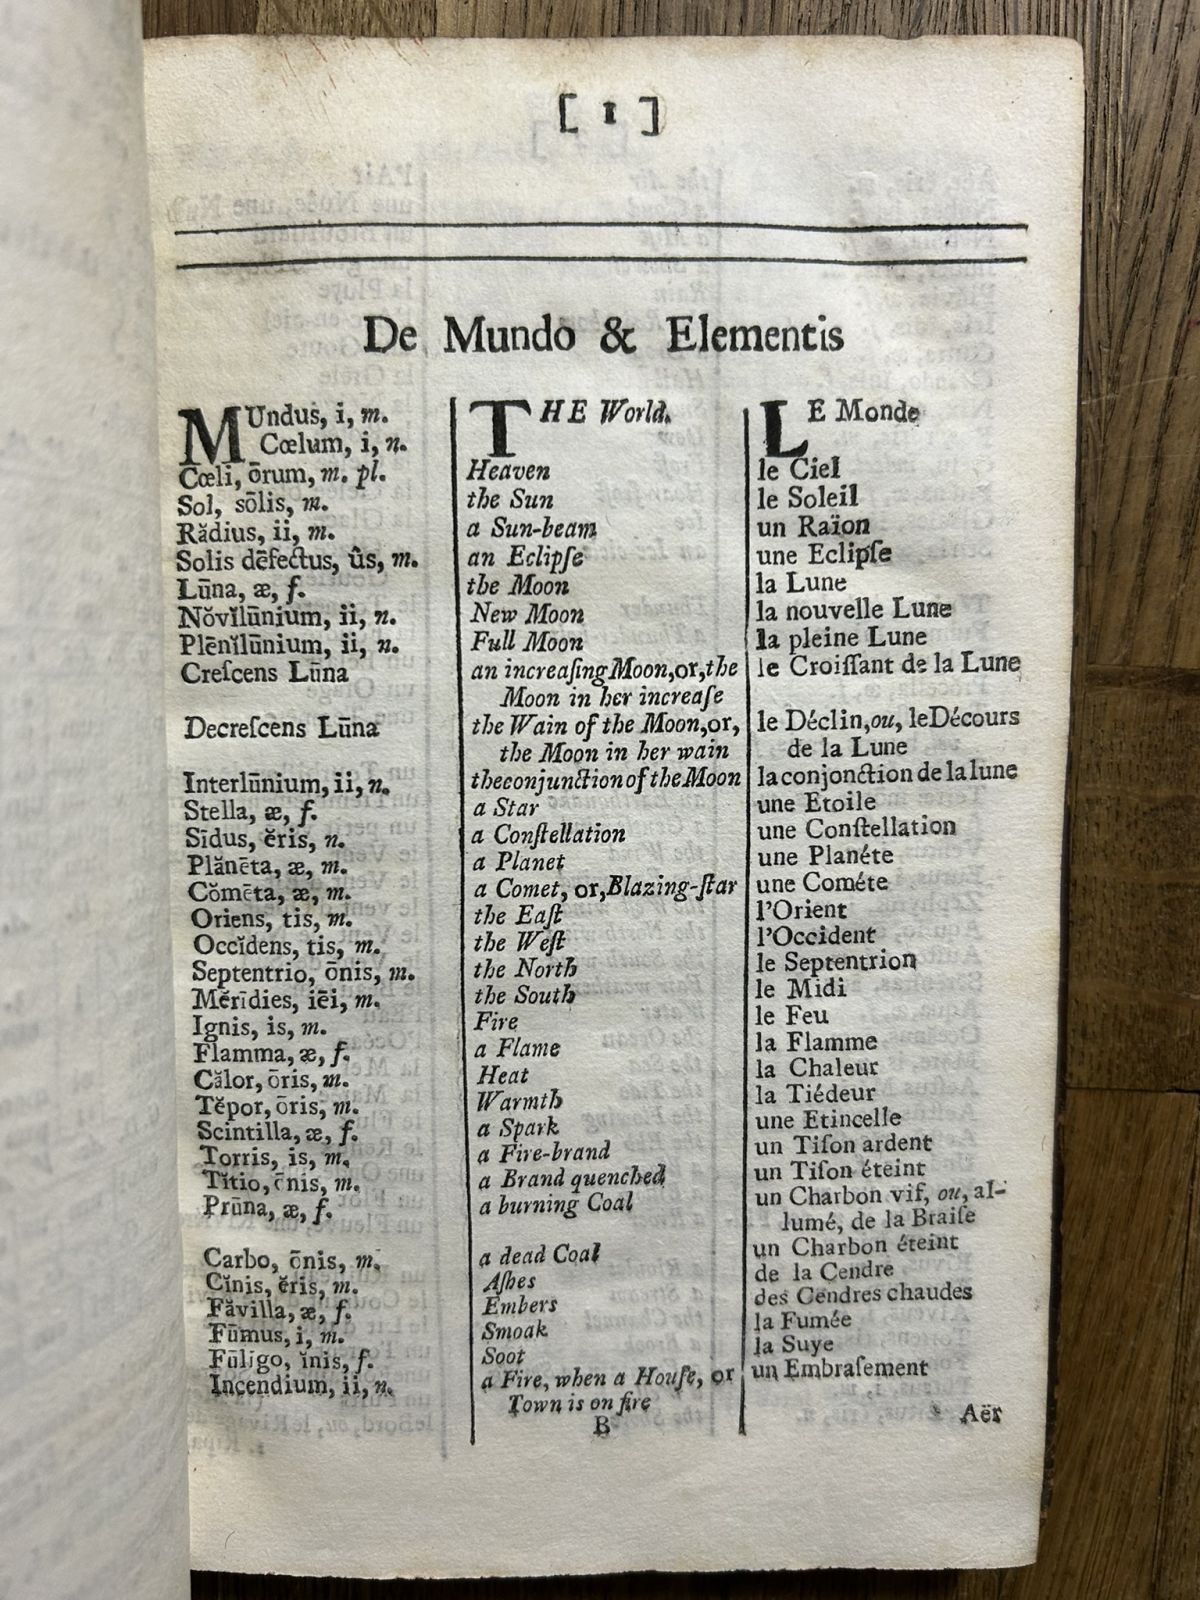 [ 1 ]
De Mundo & Elementis
MUndus, i, m.
Cœlum, i, n.
Cœli, ōrum, m. pl.
Sol, sōlis, m.
Rădius, ii, m.
Solis dēfectus, ûs, m.
Lūna, æ, f.
Nŏvĭlūnium, ii, n.
Plēnĭlūnium, ii, n.
Creſcens Lūna
Decreſcens Lūna
Interlūnium, ii, n.
Stella, æ, f.
Sīdus, ĕris, n.
Plănēta, æ, m.
Cŏmēta, æ, m.
Oriens, tis, m.
Occĭdens, tis, m.
Septentrio, ōnis, m.
Mĕrīdies, iēi, m.
Ignis, is, m.
Flamma, æ, f.
Călor, ōris, m.
Tĕpor, ōris, m.
Scintilla, æ, f.
Torris, is, m.
Tĭtio, ōnis, m.
Prūna, æ, f.
Carbo, ōnis, m.
Cĭnis, ĕris, m.
Făvilla, æ, f.
Fūmus, i, m.
Fūligo, ĭnis, f.
Incendium, ii, n.
THE World.
Heaven
the Sun
a Sun-beam
an Eclipſe
the Moon
New Moon
Full Moon
an increaſing Moon, or, the
Moon in her increaſe
the Wain of the Moon, or,
the Moon in her wain
the conjunction of the Moon
a Star
a Conſtellation
a Planet
a Comet, or, Blazing-ſtar
the Eaſt
the Weſt
the North
the South
Fire
a Flame
Heat
Warmth
a Spark
a Fire-brand
a Brand quenched
a burning Coal
a dead Coal
Aſhes
Embers
Smoak
Soot
a Fire, when a Houſe, or
Town is on fire
B
LE Monde
le Ciel
le Soleil
un Raïon
une Eclipſe
la Lune
la nouvelle Lune
la pleine Lune
le Croiſſant de la Lune
le Déclin, ou, le Décours
de la Lune
la conjonction de la lune
une Etoile
une Conſtellation
une Planéte
une Cométe
l'Orient
l'Occident
le Septentrion
le Midi
le Feu
la Flamme
la Chaleur
la Tiédeur
une Etincelle
un Tiſon ardent
un Tiſon éteint
un Charbon vif, ou, al-
lumé, de la Braiſe
un Charbon éteint
de la Cendre
des Cendres chaudes
la Fumée
la Suye
un Embraſement
Aër